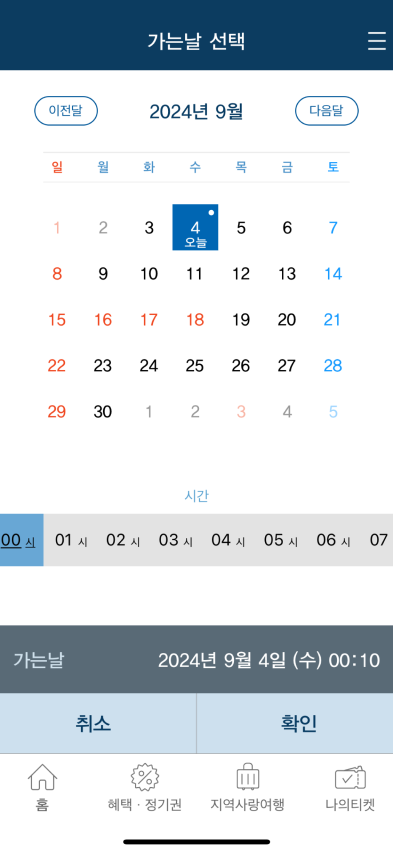 가는날 선택
이전달 2024년 9월 다음달
일 월 화 수 목 금 토
1 2 3 4 5 6 7
오늘
8 9 10 11 12 13 14
15 16 17 18 19 20 21
22 23 24 25 26 27 28
29 30 1 2 3 4 5
시간
00 시 01 시 02 시 03 시 04 시 05 시 06 시 07
가는날 2024년 9월 4일 (수) 00:10
취소 확인
홈 혜택 · 정기권 지역사랑여행 나의티켓